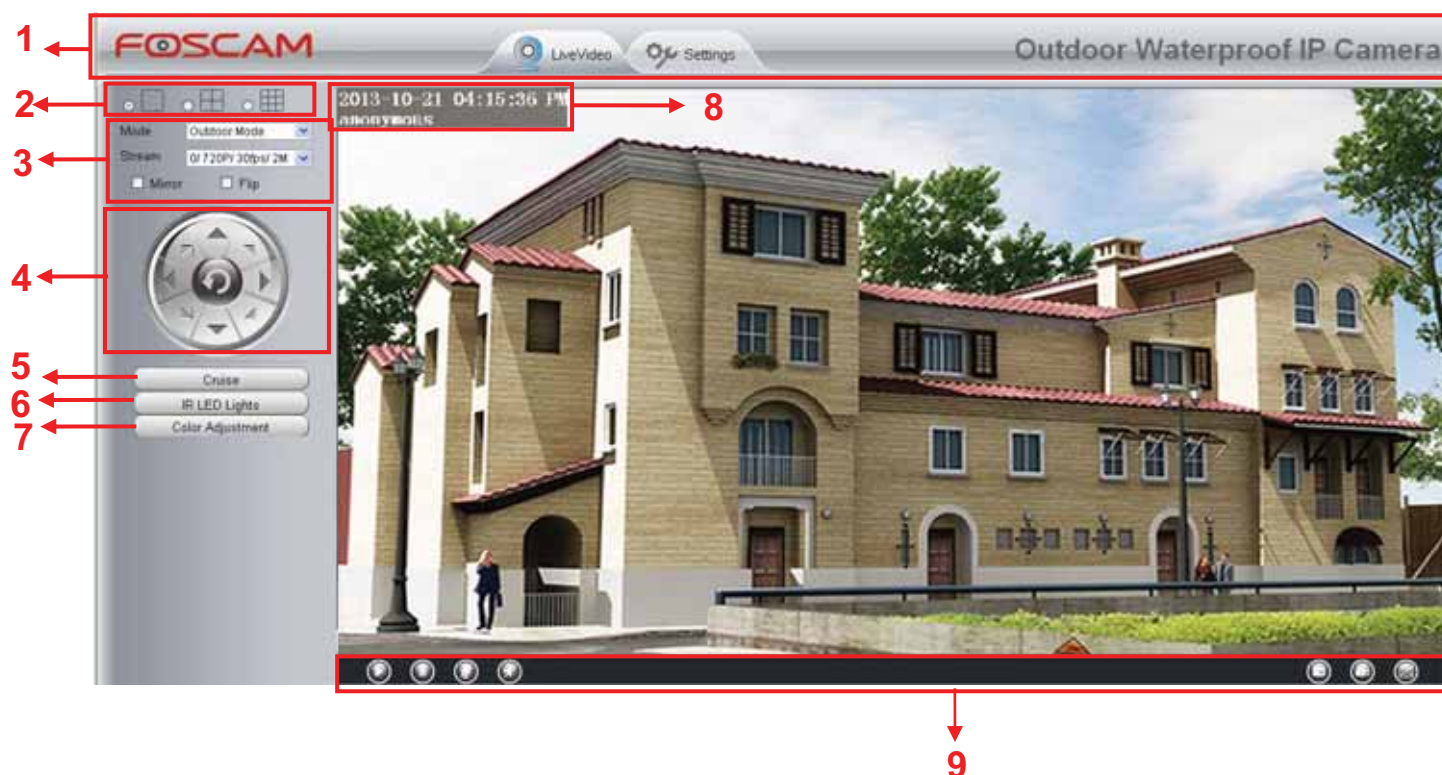 1
FOSCAM
LiveVideo
Settings
Outdoor Waterproof IP Camera
2
2013-10-21 04:15:36 PM
anonymous
8
Mode
Outdoor Mode
3
Stream
0/ 720P/ 30fps/ 2M
Mirror
Flip
4
5
Cruise
6
IR LED Lights
7
Color Adjustment
9